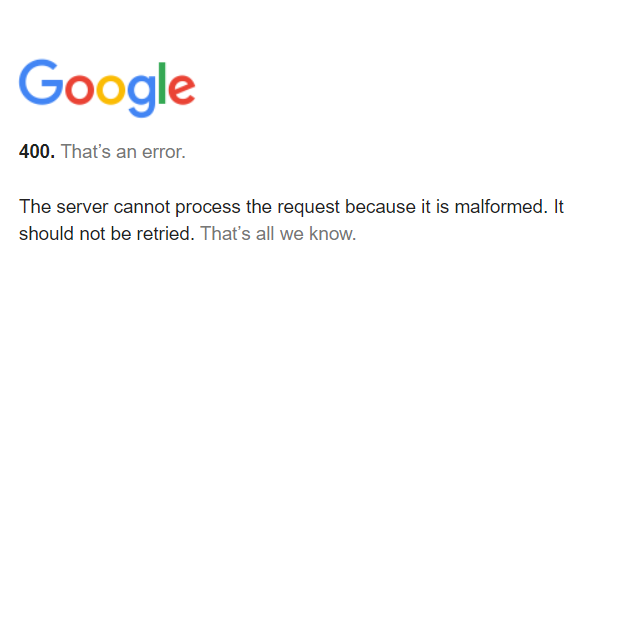 Google
400. That’s an error.
The server cannot process the request because it is malformed. It
should not be retried. That’s all we know.